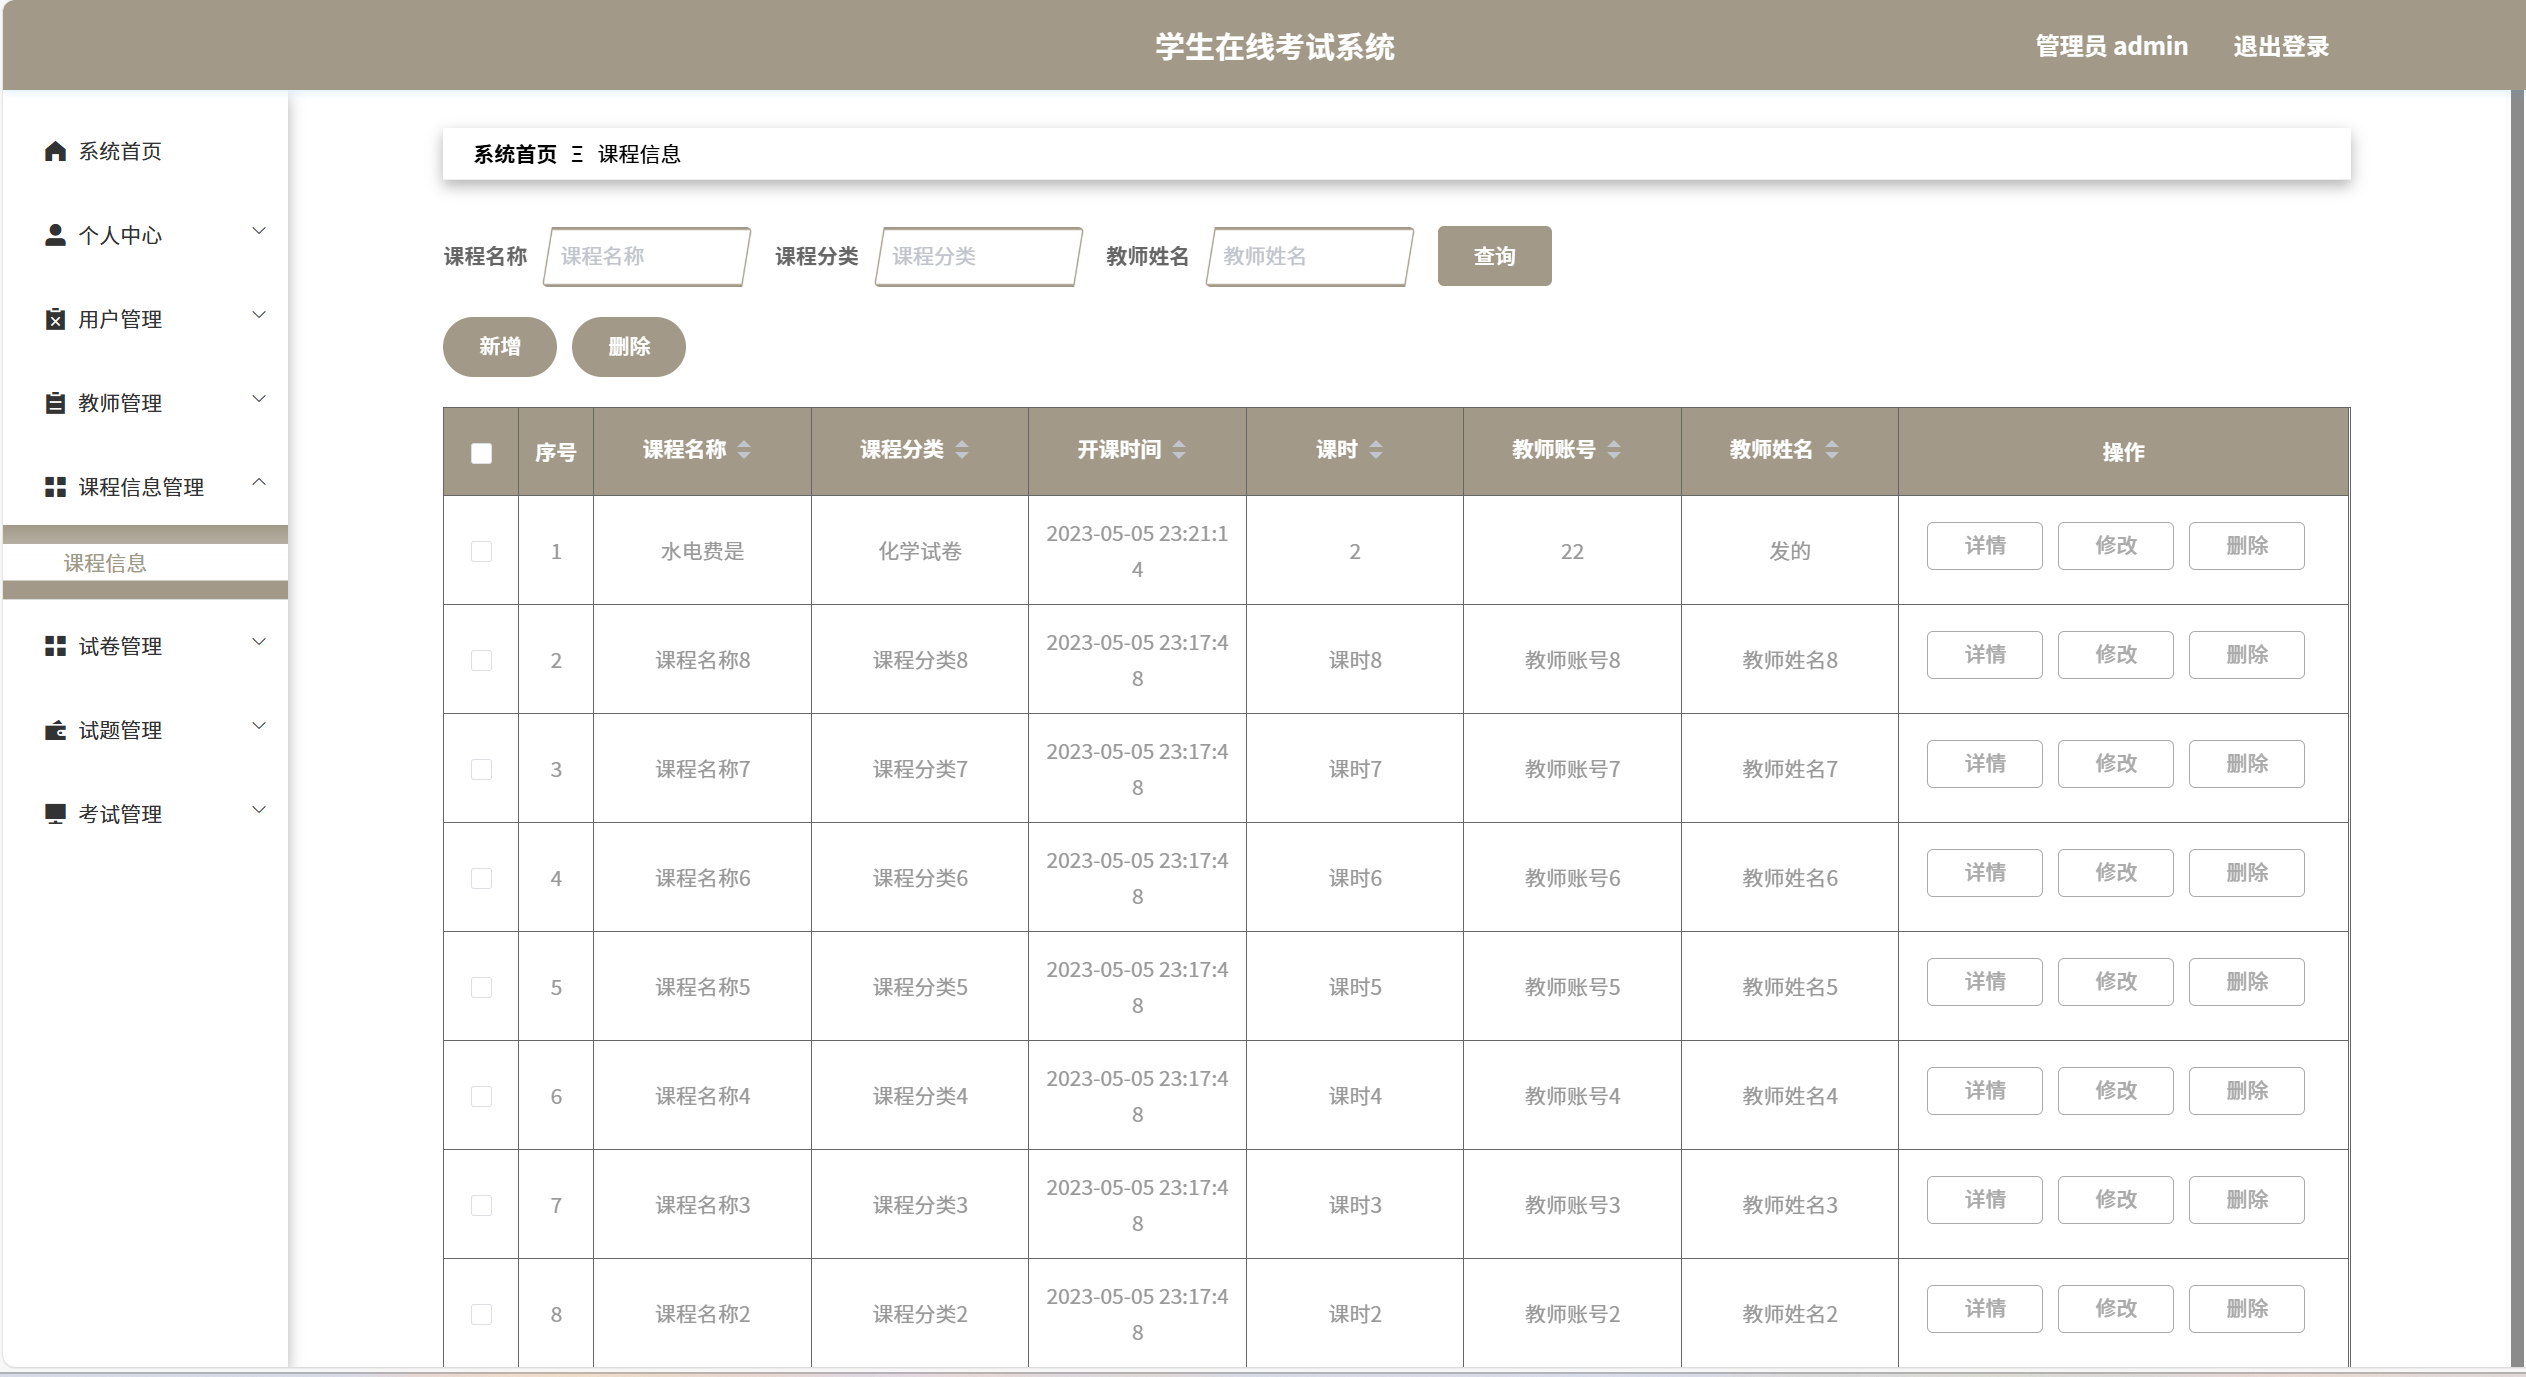 学生在线考试系统
管理员 admin 退出登录
系统首页
个人中心
用户管理
教师管理
课程信息管理
课程信息
试卷管理
试题管理
考试管理
系统首页 Ξ 课程信息
课程名称 课程名称 课程分类 课程分类 教师姓名 教师姓名 查询
新增 删除
序号 课程名称 课程分类 开课时间 课时 教师账号 教师姓名 操作
1 水电费是 化学试卷 2023-05-05 23:21:14 2 22 发的 详情 修改 删除
2 课程名称8 课程分类8 2023-05-05 23:17:48 课时8 教师账号8 教师姓名8 详情 修改 删除
3 课程名称7 课程分类7 2023-05-05 23:17:48 课时7 教师账号7 教师姓名7 详情 修改 删除
4 课程名称6 课程分类6 2023-05-05 23:17:48 课时6 教师账号6 教师姓名6 详情 修改 删除
5 课程名称5 课程分类5 2023-05-05 23:17:48 课时5 教师账号5 教师姓名5 详情 修改 删除
6 课程名称4 课程分类4 2023-05-05 23:17:48 课时4 教师账号4 教师姓名4 详情 修改 删除
7 课程名称3 课程分类3 2023-05-05 23:17:48 课时3 教师账号3 教师姓名3 详情 修改 删除
8 课程名称2 课程分类2 2023-05-05 23:17:48 课时2 教师账号2 教师姓名2 详情 修改 删除